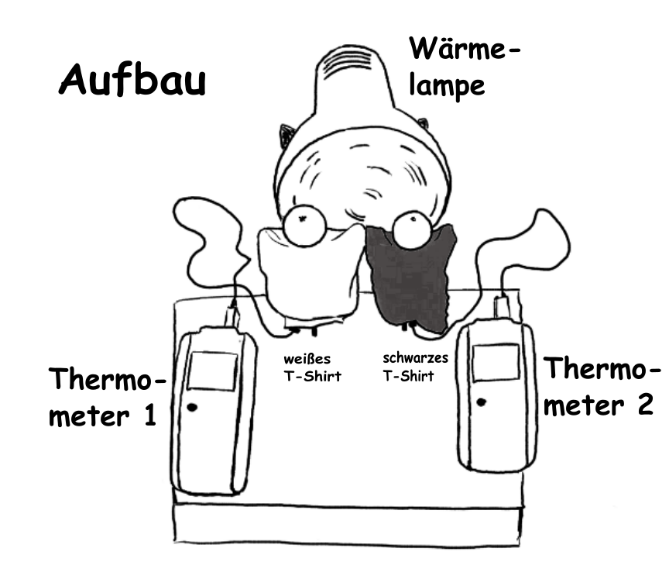 Aufbau
Wärme-
lampe
weißes
T-Shirt
schwarzes
T-Shirt
Thermo-
meter 1
Thermo-
meter 2